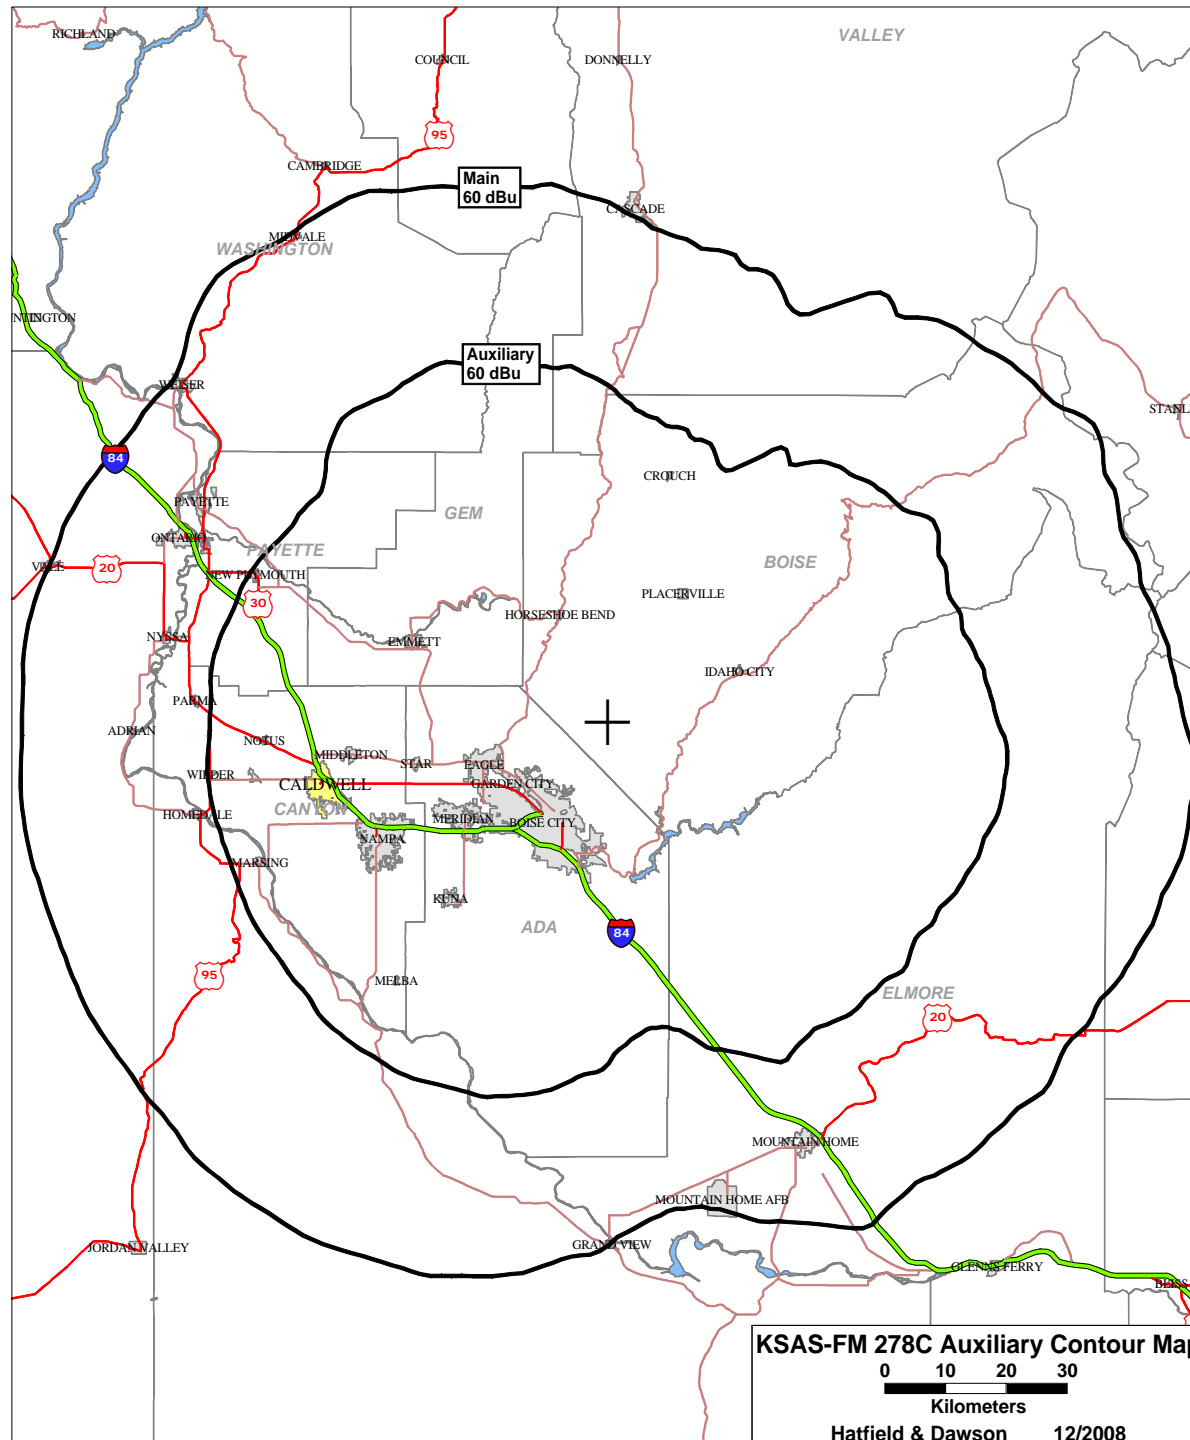 RICHLAND
COUNCIL
DONNELLY
VALLEY
95
CAMBRIDGE
Main
60 dBu
CASCADE
MIDVALE
WASHINGTON
Auxiliary
60 dBu
WEISER
84
CROUCH
PAYETTE
GEM
ONTARIO
PAYETTE
BOISE
VALE
20
NEW PLYMOUTH
30
PLACERVILLE
HORSESHOE BEND
NYSSA
EMMETT
IDAHO CITY
PARMA
ADRIAN
NOTUS
MIDDLETON
STAR
EAGLE
WILDER
CALDWELL
GARDEN CITY
CANYON
HOMEDALE
MERIDIAN
BOISE CITY
NAMPA
MARSING
KUNA
ADA
84
95
MELBA
ELMORE
20
MOUNTAIN HOME
MOUNTAIN HOME AFB
JORDAN VALLEY
GRAND VIEW
GLENNS FERRY
KSAS-FM 278C Auxiliary Contour Map
0 10 20 30
Kilometers
Hatfield & Dawson 12/2008